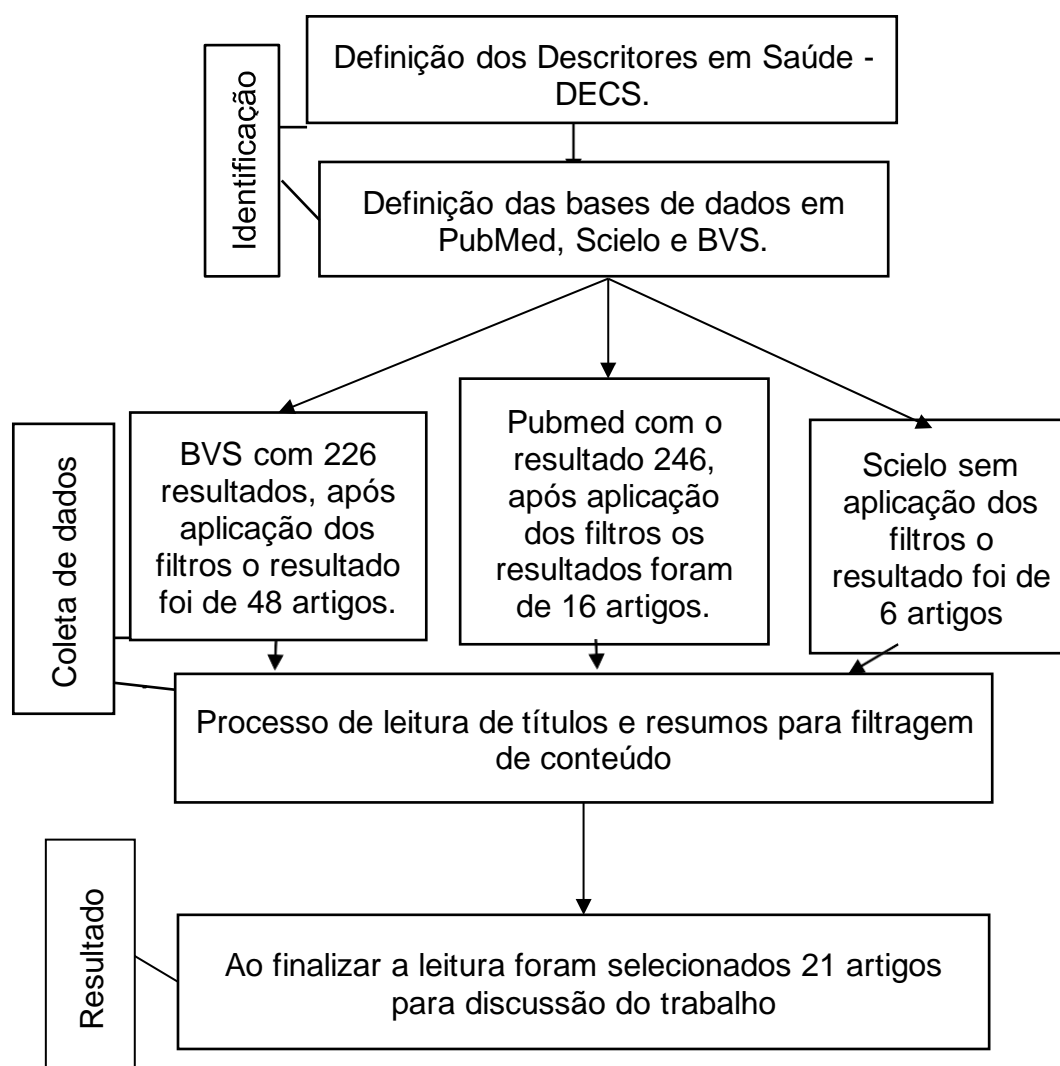 Identificação
Definição dos Descritores em Saúde -
DECS.
Definição das bases de dados em
PubMed, Scielo e BVS.
Coleta de dados
BVS com 226
resultados, após
aplicação dos
filtros o resultado
foi de 48 artigos.
Pubmed com o
resultado 246,
após aplicação
dos filtros os
resultados foram
de 16 artigos.
Scielo sem
aplicação dos
filtros o
resultado foi de
6 artigos
Processo de leitura de títulos e resumos para filtragem
de conteúdo
Resultado
Ao finalizar a leitura foram selecionados 21 artigos
para discussão do trabalho